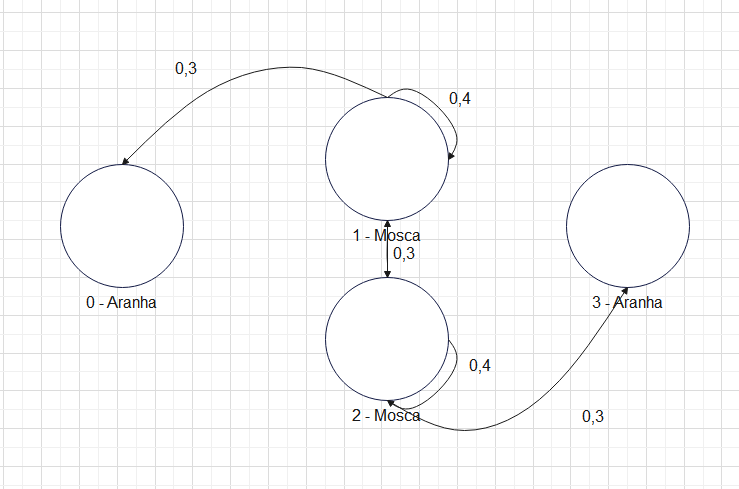 0,3
0,4
1 - Mosca
0,3
0 - Aranha
3 - Aranha
0,4
2 - Mosca
0,3